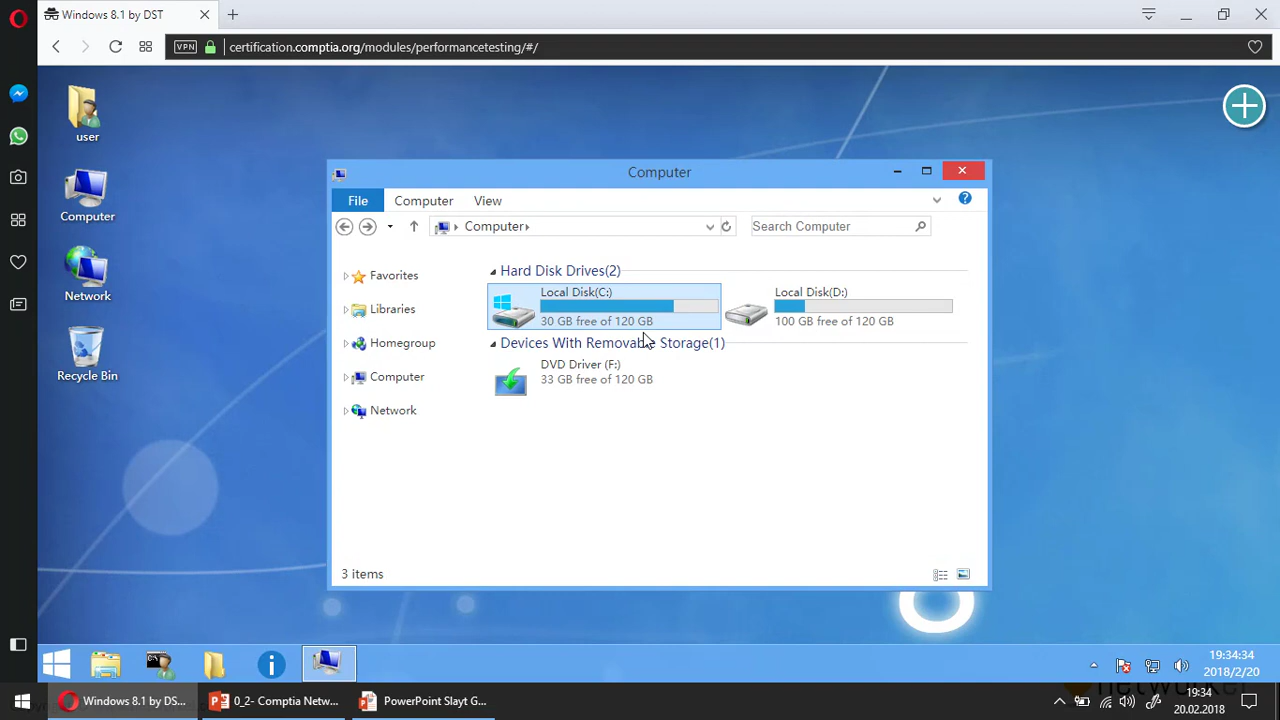 Windows 8.1 by DST
VPN
certification.comptia.org/modules/performancetesting/#/
user
Computer
Network
Recycle Bin
Computer
File
Computer
View
Computer
Search Computer
Favorites
Libraries
Homegroup
Computer
Network
Hard Disk Drives(2)
Local Disk(C:)
30 GB free of 120 GB
Local Disk(D:)
100 GB free of 120 GB
Devices With Removable Storage(1)
DVD Driver (F:)
33 GB free of 120 GB
3 items
19:34:34
2018/2/20
Windows 8.1 by DS...
0_2- Comptia Netw...
PowerPoint Slayt G...
19:34
20.02.2018